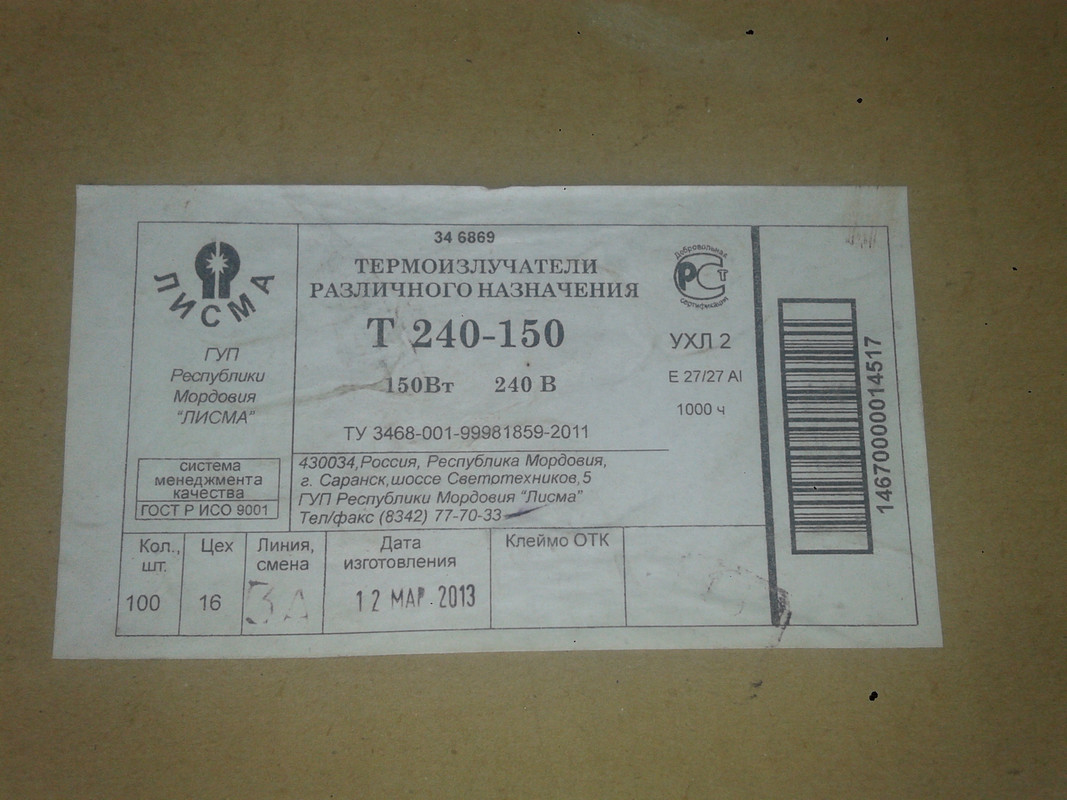 ЛИСМА
ГУП
Республики
Мордовия
“ЛИСМА”
система
менеджмента
качества
ГОСТ Р ИСО 9001
34 6869
ТЕРМОИЗЛУЧАТЕЛИ
РАЗЛИЧНОГО НАЗНАЧЕНИЯ
Т 240-150
150Вт 240 В
ТУ 3468-001-99981859-2011
430034,Россия, Республика Мордовия,
г. Саранск,шоссе Светотехников,5
ГУП Республики Мордовия “Лисма”
Тел/факс (8342) 77-70-33
Добровольная
РСТ
сертификация
УХЛ 2
Е 27/27 Al
1000 ч
14670000014517
Кол., шт.
100
Цех
16
Линия, смена
3А
Дата изготовления
12 МАР 2013
Клеймо ОТК